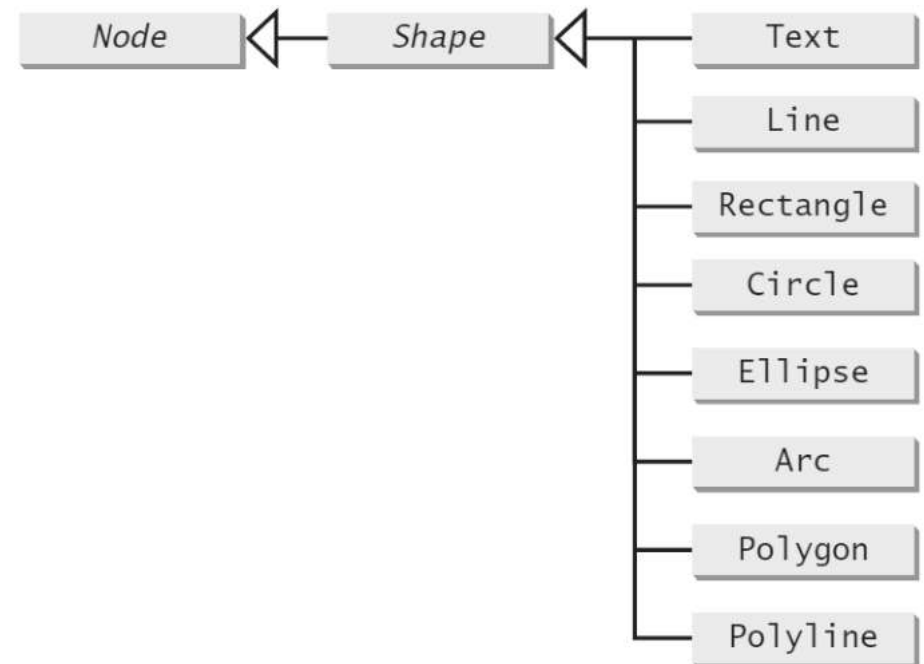 Node
Shape
Text
Line
Rectangle
Circle
Ellipse
Arc
Polygon
Polyline